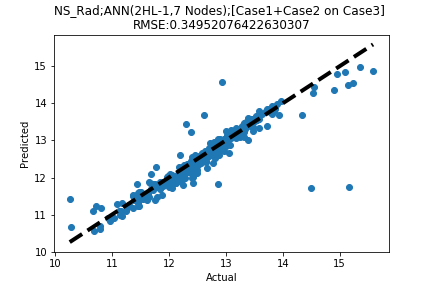 NS_Rad;ANN(2HL-1,7 Nodes);[Case1+Case2 on Case3]
RMSE:0.34952076422630307
15
14
13
12
11
10
Predicted
10 11 12 13 14 15
Actual